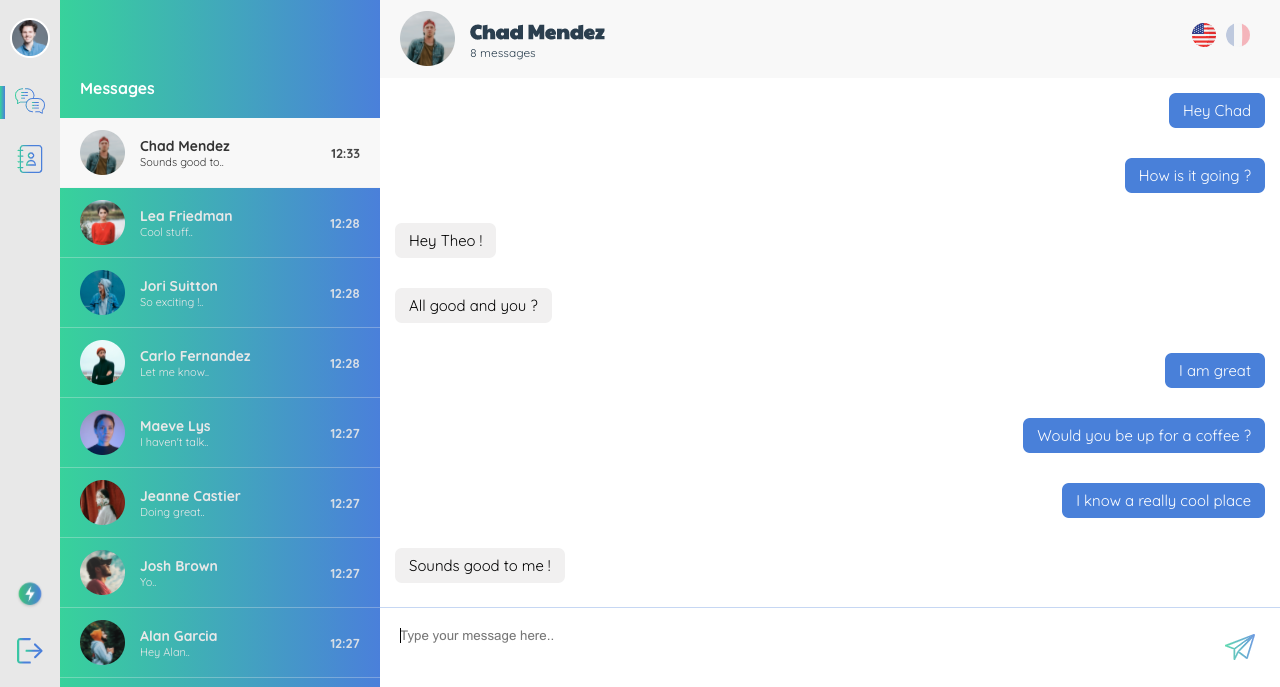 Messages
Chad Mendez
Sounds good to..
12:33
Lea Friedman
Cool stuff..
12:28
Jori Suitton
So exciting !..
12:28
Carlo Fernandez
Let me know..
12:28
Maeve Lys
I haven't talk..
12:27
Jeanne Castier
Doing great..
12:27
Josh Brown
Yo..
12:27
Alan Garcia
Hey Alan..
12:27
Chad Mendez
8 messages
Hey Chad
How is it going ?
Hey Theo !
All good and you ?
I am great
Would you be up for a coffee ?
I know a really cool place
Sounds good to me !
Type your message here..